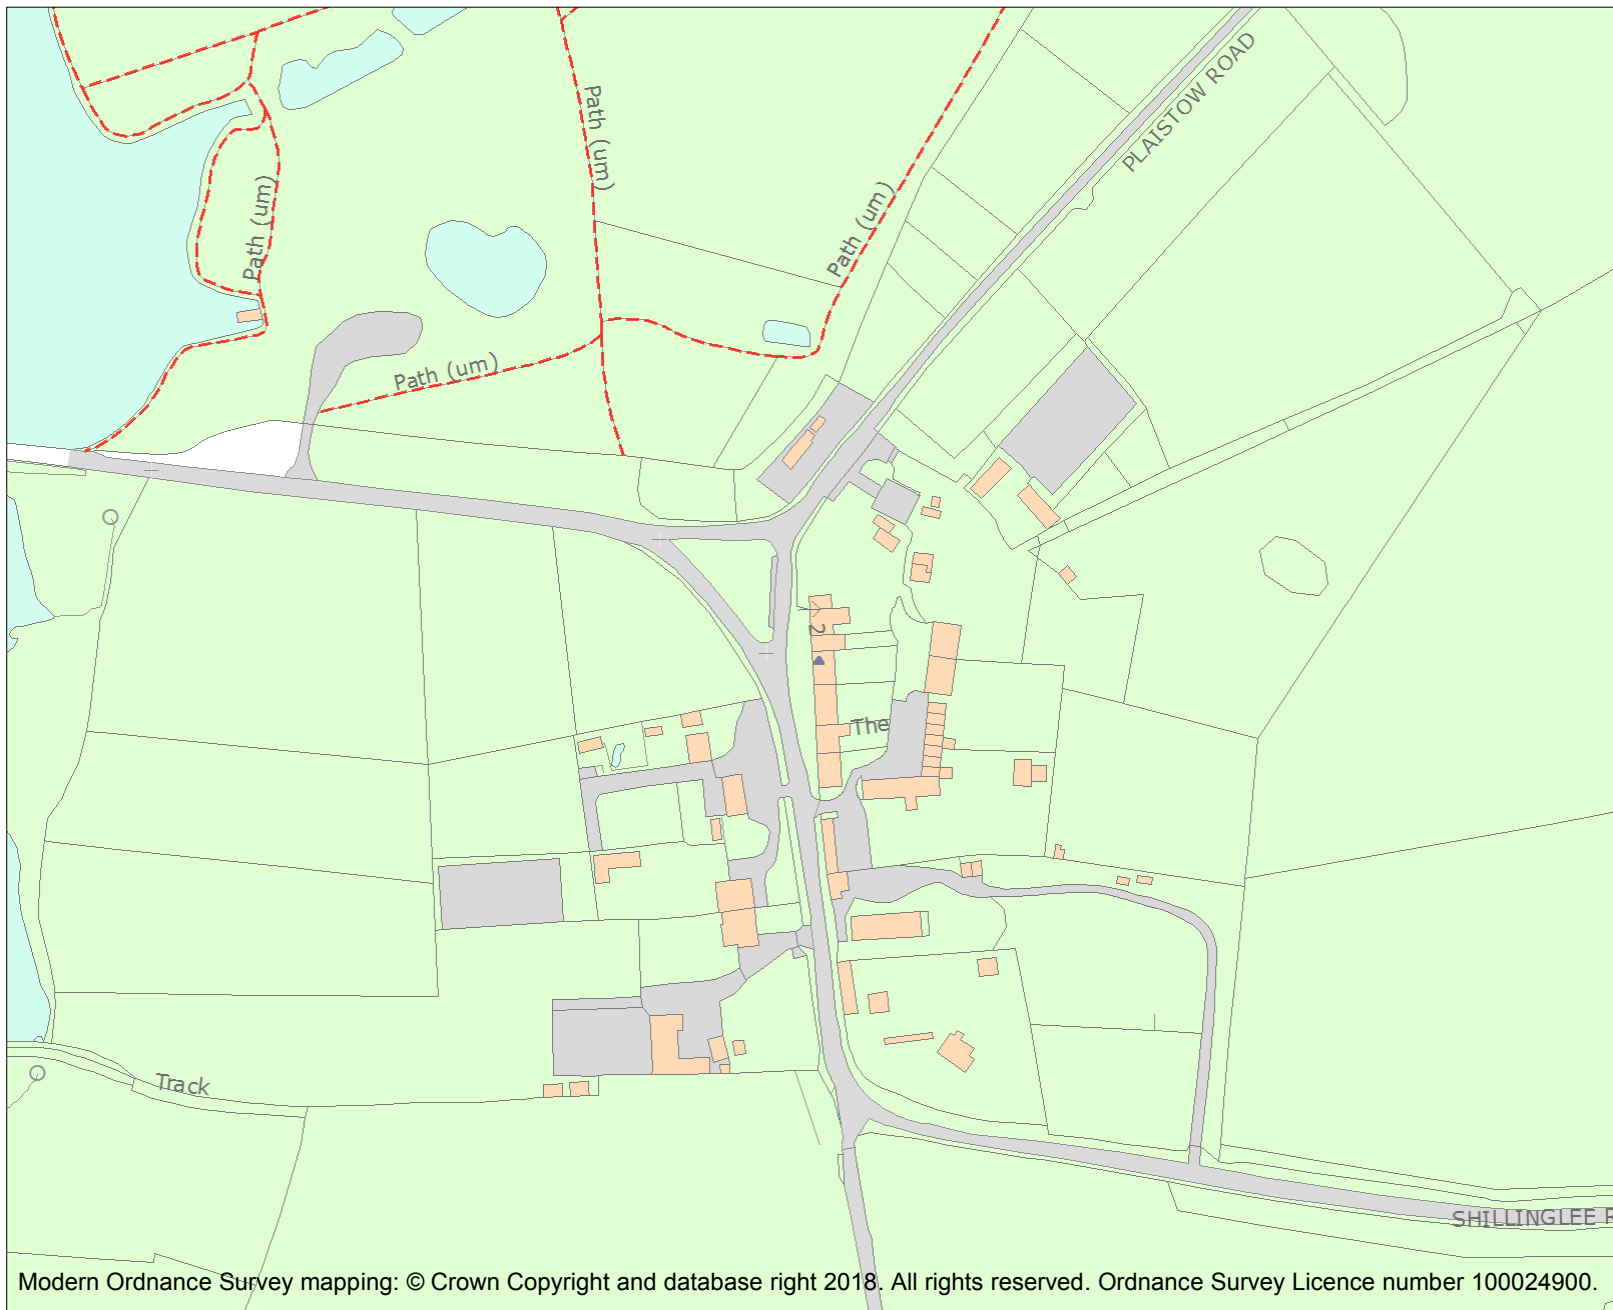 PLAISTOW ROAD
Path (um)
Path (um)
Path (um)
Path (um)
2
The
Track
SHILLINGLEE R
Modern Ordnance Survey mapping: © Crown Copyright and database right 2018. All rights reserved. Ordnance Survey Licence number 100024900.